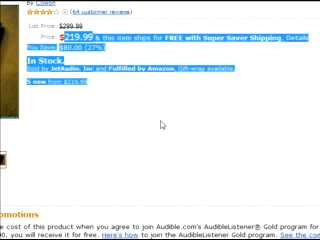 by Cowon
(64 customer reviews)
List Price: $299.99
Price: $219.99 & this item ships for FREE with Super Saver Shipping. Details
You Save: $80.00 (27%)
In Stock.
Sold by JetAudio, Inc and Fulfilled by Amazon. Gift-wrap available.
5 new from $219.99
omotions
e cost of this product when you agree to join Audible.com's AudibleListener® Gold program for
00, you will receive it for free. Here's how to join the AudibleListener Gold program. See the com